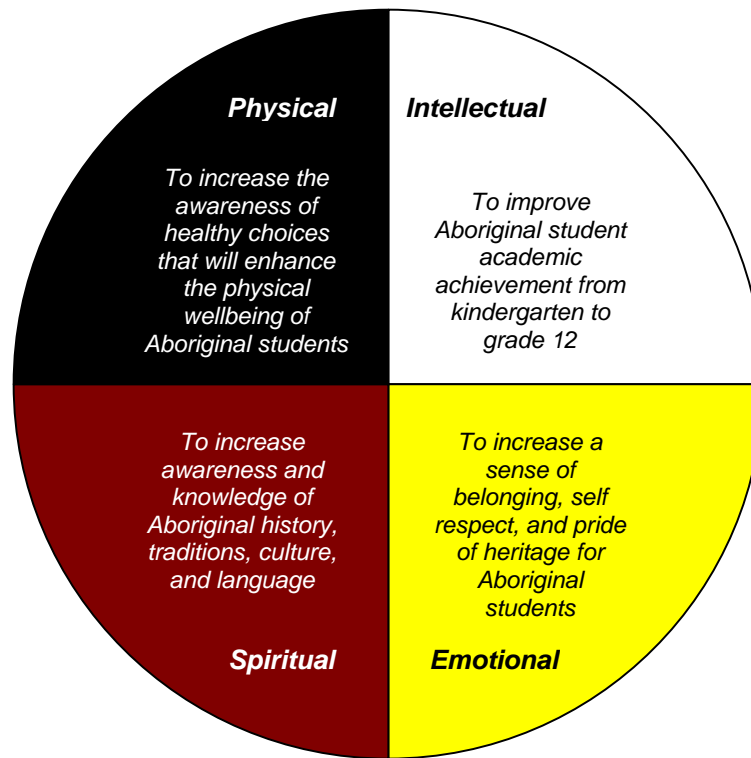 Physical
To increase the
awareness of
healthy choices
that will enhance
the physical
wellbeing of
Aboriginal students
Intellectual
To improve
Aboriginal student
academic
achievement from
kindergarten to
grade 12
To increase
awareness and
knowledge of
Aboriginal history,
traditions, culture,
and language
Spiritual
To increase a
sense of
belonging, self
respect, and pride
of heritage for
Aboriginal
students
Emotional